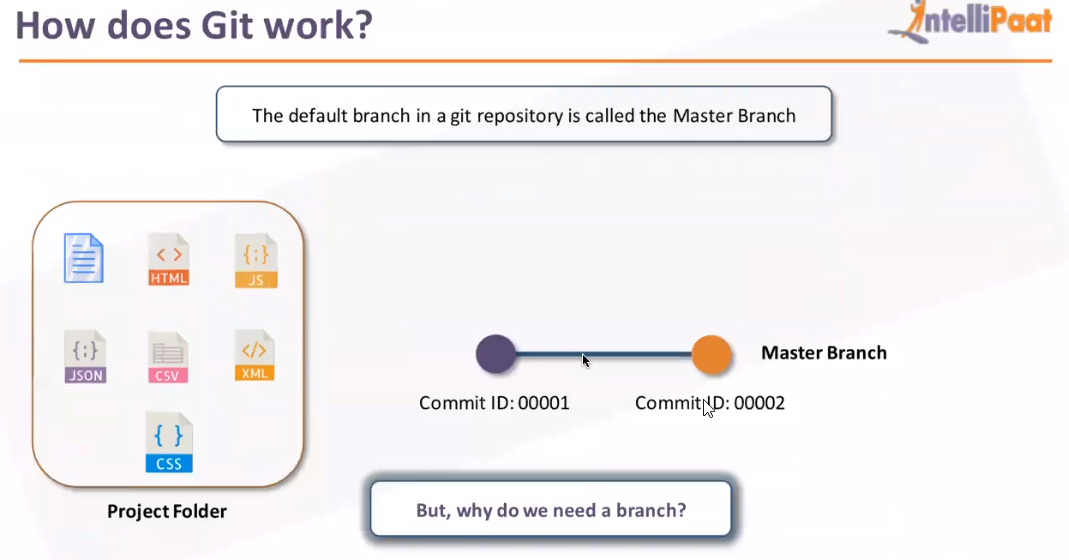 How does Git work?
IntelliPaat
The default branch in a git repository is called the Master Branch
HTML
JS
JSON
CSV
XML
CSS
Project Folder
Master Branch
Commit ID: 00001
Commit ID: 00002
But, why do we need a branch?